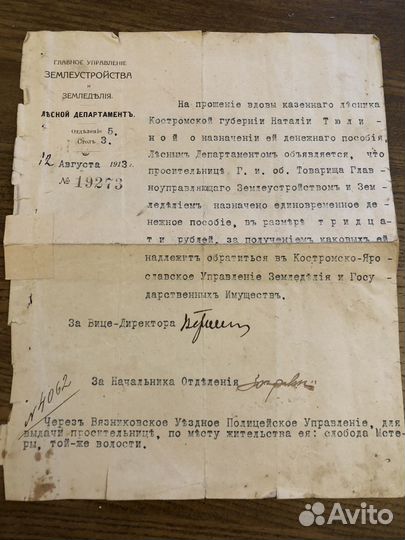 ГЛАВНОЕ УПРАВЛЕНІЕ
ЗЕМЛЕУСТРОЙСТВА
и
ЗЕМЛЕДѢЛІЯ.
ЛѢСНОЙ ДЕПАРТАМЕНТЪ.
Отдѣленіе 5.
Столъ 3.
12 Августа 1913 г.
№ 19273
На прошеніе вдовы казеннаго лѣсника
Костромской губерніи Наталіи Тюли-
ной о назначеніи ей денежнаго пособія,
Лѣснымъ Департаментомъ объявляется, что
просительницѣ Г. и. об. Товарища Глав-
ноуправляющаго Землеустройствомъ и Зем-
ледѣліемъ назначено единовременное де-
нежное пособіе, въ размѣрѣ тридца-
ти рублей, за полученіемъ каковыхъ ей
надлежитъ обратиться въ Костромско-Яро-
славское Управленіе Земледѣлія и Госу-
дарственныхъ Имуществъ.
За Вице-Директора
За Начальника Отдѣленія
№ 4062
Черезъ Вязниковское Уѣздное Полицейское Управленіе, для
выдачи просительницѣ, по мѣсту жительства ея: слобода Мсте-
ры, той-же волости.
Avito